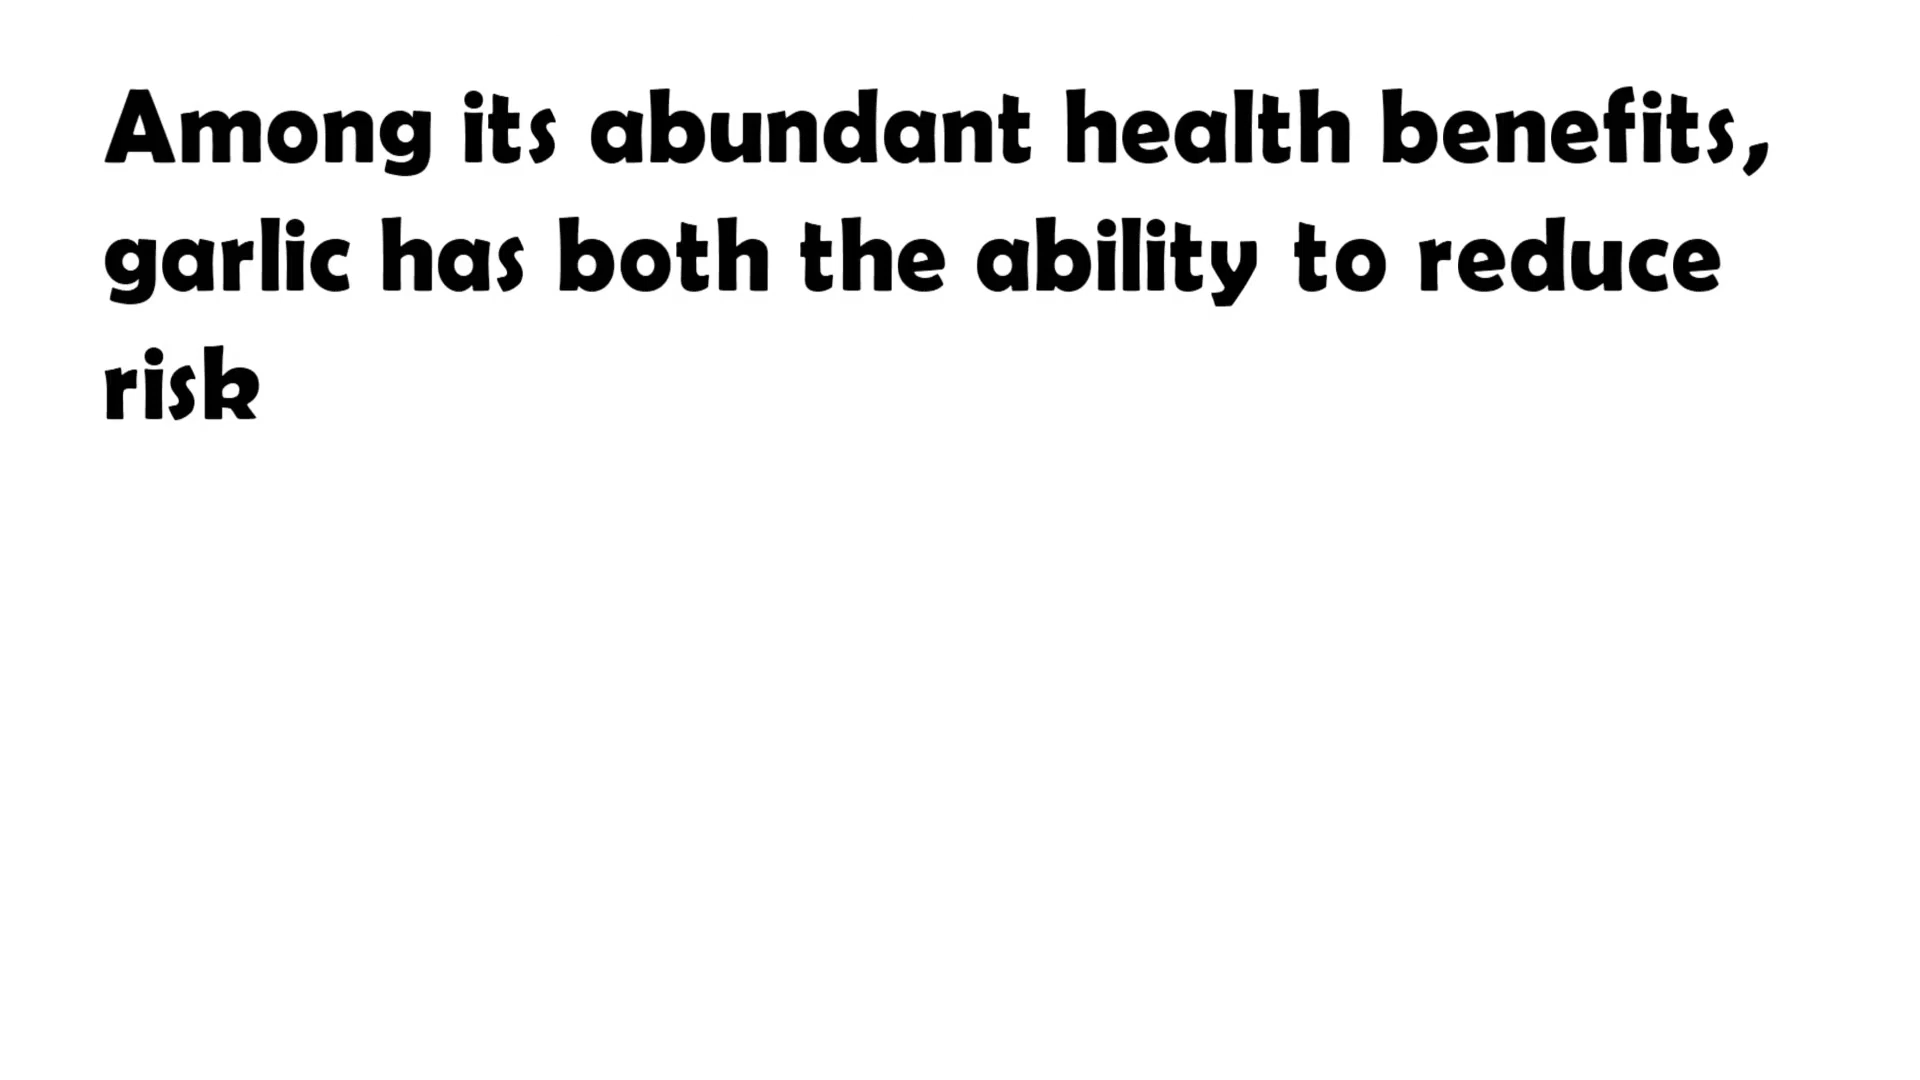 Among its abundant health benefits,
garlic has both the ability to reduce
risk